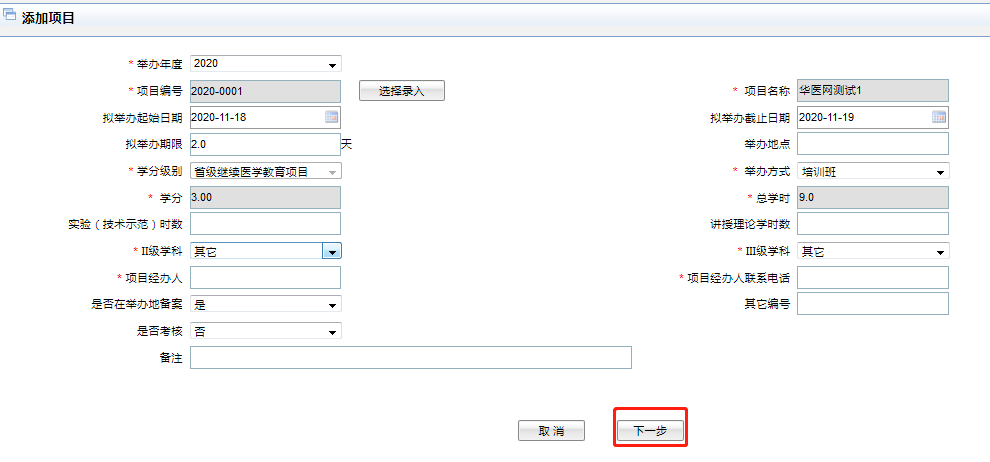 添加项目
* 举办年度 2020
* 项目编号 2020-0001 选择录入 * 项目名称 华医网测试1
拟举办起始日期 2020-11-18 拟举办截止日期 2020-11-19
拟举办期限 2.0 天 举办地点
* 学分级别 省级继续医学教育项目 * 举办方式 培训班
* 学分 3.00 * 总学时 9.0
实验（技术示范）时数 讲授理论学时数
* II级学科 其它 * III级学科 其它
* 项目经办人 * 项目经办人联系电话
是否在举办地备案 是 其它编号
是否考核 否
备注
取 消 下一步